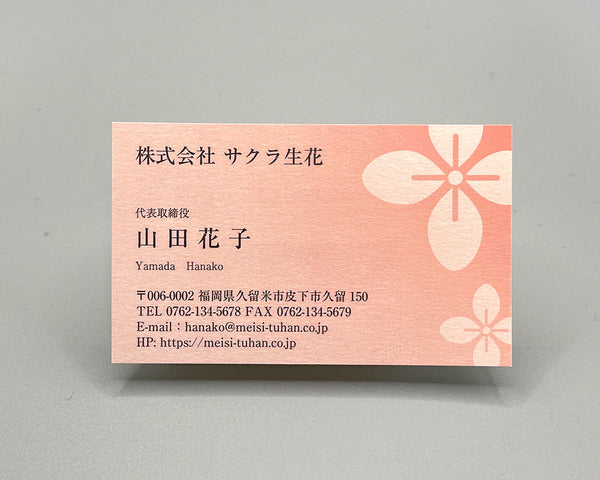 株式会社 サクラ生花
代表取締役
山田花子
Yamada Hanako
〒006-0002 福岡県久留米市皮下市久留 150
TEL 0762-134-5678 FAX 0762-134-5679
E-mail：hanako@meisi-tuhan.co.jp
HP: https://meisi-tuhan.co.jp